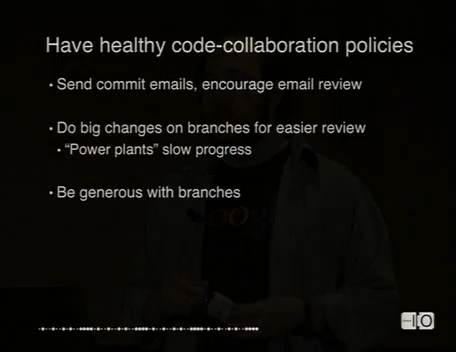 Have healthy code-collaboration policies
• Send commit emails, encourage email review
• Do big changes on branches for easier review
• “Power plants” slow progress
• Be generous with branches
IO